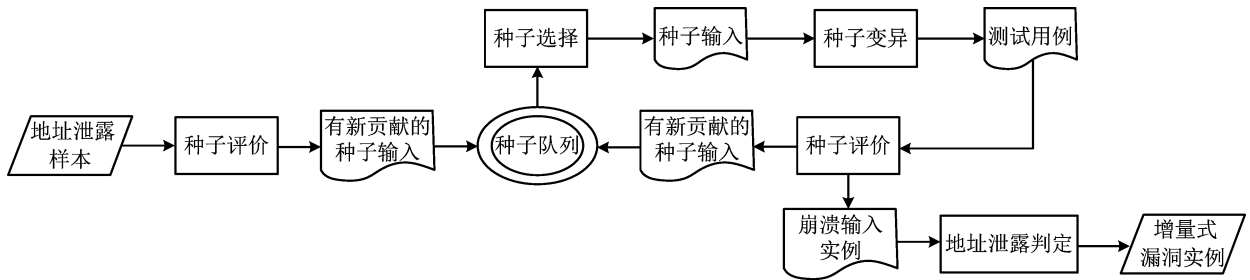 种子选择
种子输入
种子变异
测试用例
地址泄露
样本
种子评价
有新贡献的
种子输入
种子队列
有新贡献的
种子输入
种子评价
崩溃输入
实例
地址泄露判定
增量式
漏洞实例